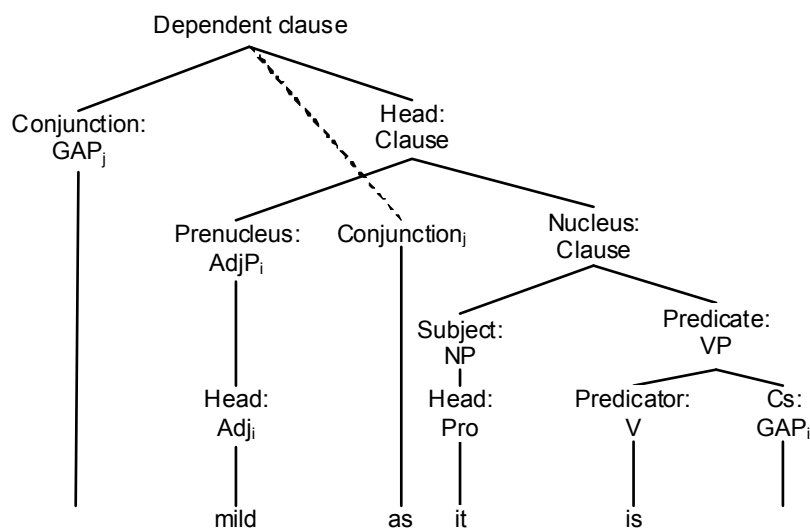 Dependent clause
Conjunction:
GAPj
Head:
Clause
Prenucleus:
AdjPi
Conjunctionj
Nucleus:
Clause
Subject:
NP
Predicate:
VP
Head:
Adji
Head:
Pro
Predicator:
V
Cs:
GAPi
mild as it is